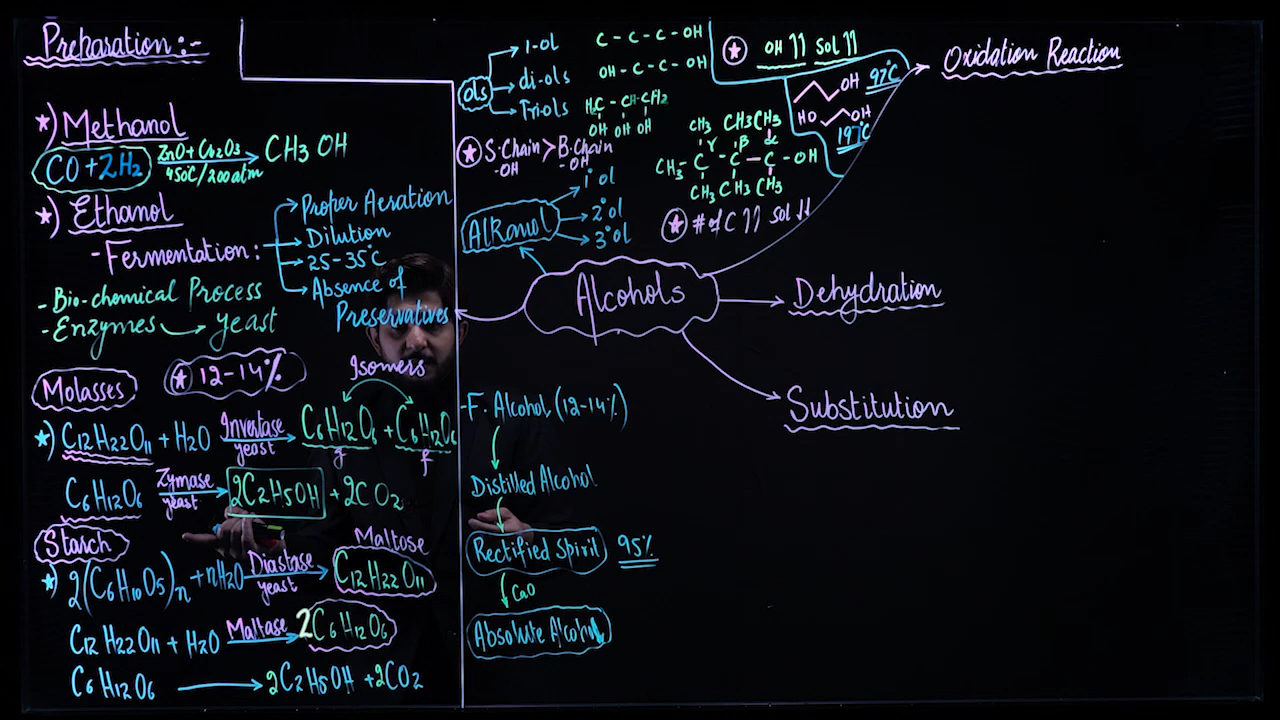 Preparation :-
*) Methanol
CO + 2H2 ZnO + Cr2O3 450°C/200atm CH3 OH
*) Ethanol
- Fermentation :-
Proper Aeration
Dilution
25-35°C
Absence of
Preservatives
- Bio-chemical Process
- Enzymes → yeast
Molasses
* 12-14%
Isomers
*) C12H22O11 + H2O Invertase yeast C6H12O6 + C6H12O6
g f
C6H12O6 Zymase yeast 2C2H5OH + 2CO2
Starch
Maltose
*) 2(C6H10O5)n + nH2O Diastase yeast C12H22O11
C12H22O11 + H2O Maltase 2C6H12O6
C6H12O6 → 2C2H5OH + 2CO2
ols
1-ol
di-ols
Tri-ols
C - C - C - OH
OH - C - C - OH
H2C - CH - CH2
OH OH OH
* S.Chain > B.Chain
-OH -OH
Alkanol
1° ol
2° ol
3° ol
* OH ↑↑ Sol ↑↑
OH 97°C
HO OH
197°C
CH3 CH3 CH3
γ β α
CH3 - C - C - C - OH
CH3 CH3 CH3
* # of C ↑↑ Sol ↓↓
Alcohols
Oxidation Reaction
Dehydration
Substitution
- F. Alcohol (12-14%)
Distilled Alcohol
Rectified Spirit 95%
CaO
Absolute Alcohol